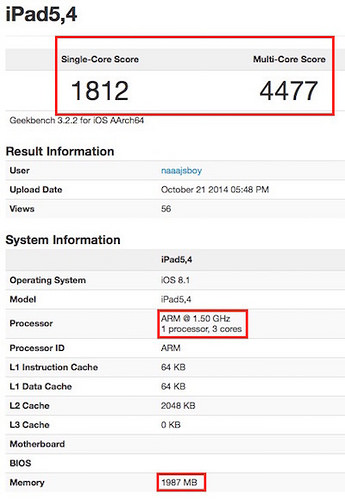 iPad5,4
Single-Core Score Multi-Core Score
1812 4477
Geekbench 3.2.2 for iOS AArch64
Result Information
User naaajsboy
Upload Date October 21 2014 05:48 PM
Views 56
System Information
iPad5,4
Operating System iOS 8.1
Model iPad5,4
Processor ARM @ 1.50 GHz
1 processor, 3 cores
Processor ID ARM
L1 Instruction Cache 64 KB
L1 Data Cache 64 KB
L2 Cache 2048 KB
L3 Cache 0 KB
Motherboard
BIOS
Memory 1987 MB